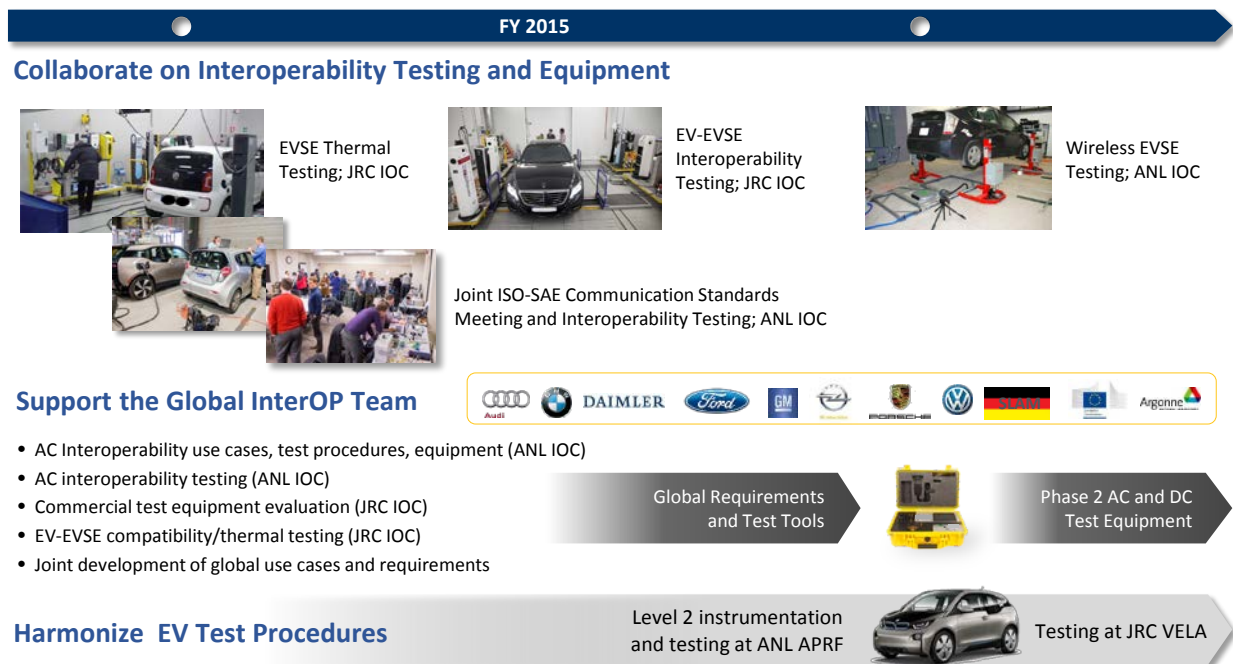 FY 2015
Collaborate on Interoperability Testing and Equipment
EVSE Thermal
Testing; JRC IOC
EV-EVSE
Interoperability
Testing; JRC IOC
Wireless EVSE
Testing; ANL IOC
Joint ISO-SAE Communication Standards
Meeting and Interoperability Testing; ANL IOC
Support the Global InterOP Team
Audi
BMW
DAIMLER
Ford
GM
PORSCHE
SLAM
Argonne
• AC Interoperability use cases, test procedures, equipment (ANL IOC)
• AC interoperability testing (ANL IOC)
• Commercial test equipment evaluation (JRC IOC)
• EV-EVSE compatibility/thermal testing (JRC IOC)
• Joint development of global use cases and requirements
Global Requirements
and Test Tools
Phase 2 AC and DC
Test Equipment
Harmonize EV Test Procedures
Level 2 instrumentation
and testing at ANL APRF
Testing at JRC VELA